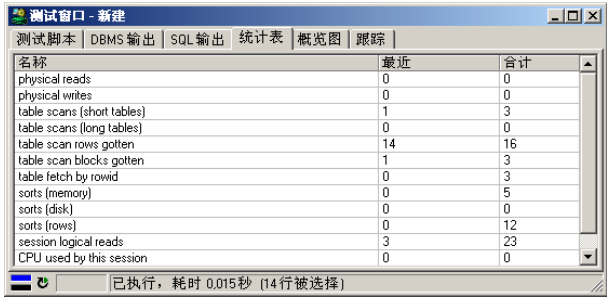 测试窗口 - 新建
测试脚本 DBMS 输出 SQL 输出 统计表 概览图 跟踪
名称 最近 合计
physical reads 0 0
physical writes 0 0
table scans (short tables) 1 3
table scans (long tables) 0 0
table scan rows gotten 14 16
table scan blocks gotten 1 3
table fetch by rowid 0 3
sorts (memory) 0 5
sorts (disk) 0 0
sorts (rows) 0 12
session logical reads 3 23
CPU used by this session 0 0
已执行，耗时 0,015秒 (14行被选择)